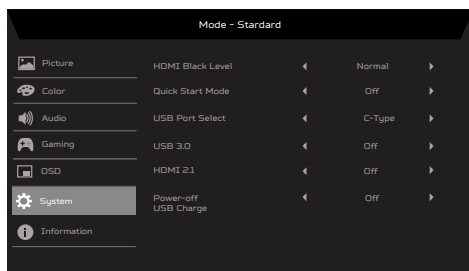 Mode - Stardard
Picture
Color
Audio
Gaming
OSD
System
Information
HDMI Black Level Normal
Quick Start Mode Off
USB Port Select C-Type
USB 3.0 Off
HDMI 2.1 Off
Power-off Off
USB Charge